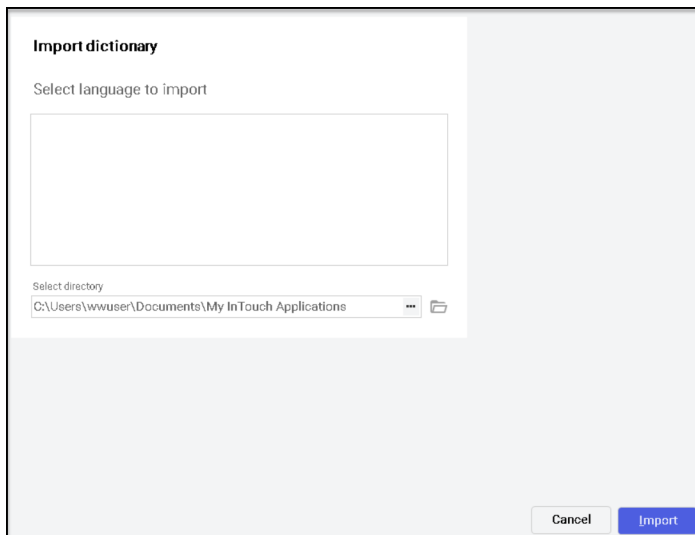 Import dictionary
Select language to import
Select directory
C:\Users\wwuser\Documents\My InTouch Applications
Cancel
Import